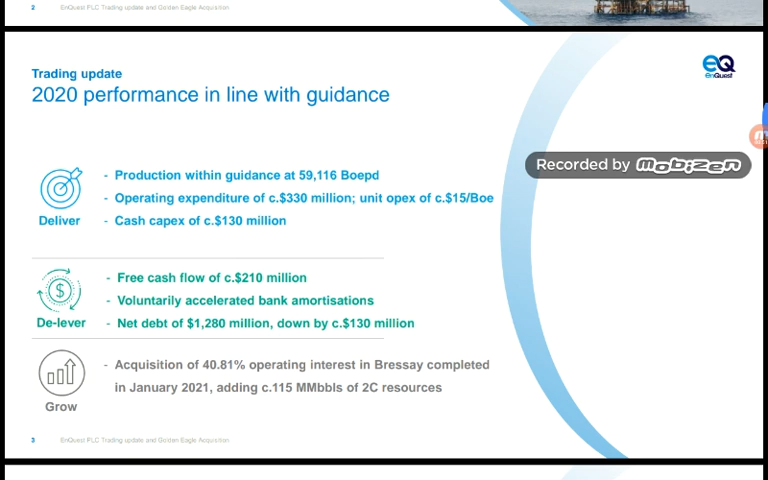 2 EnQuest PLC Trading update and Golden Eagle Acquisition
Trading update
2020 performance in line with guidance
EQ
EnQuest
Recorded by mobizen
Deliver
- Production within guidance at 59,116 Boepd
- Operating expenditure of c.$330 million; unit opex of c.$15/Boe
- Cash capex of c.$130 million
$
De-lever
- Free cash flow of c.$210 million
- Voluntarily accelerated bank amortisations
- Net debt of $1,280 million, down by c.$130 million
Grow
- Acquisition of 40.81% operating interest in Bressay completed
in January 2021, adding c.115 MMbbls of 2C resources
3 EnQuest PLC Trading update and Golden Eagle Acquisition